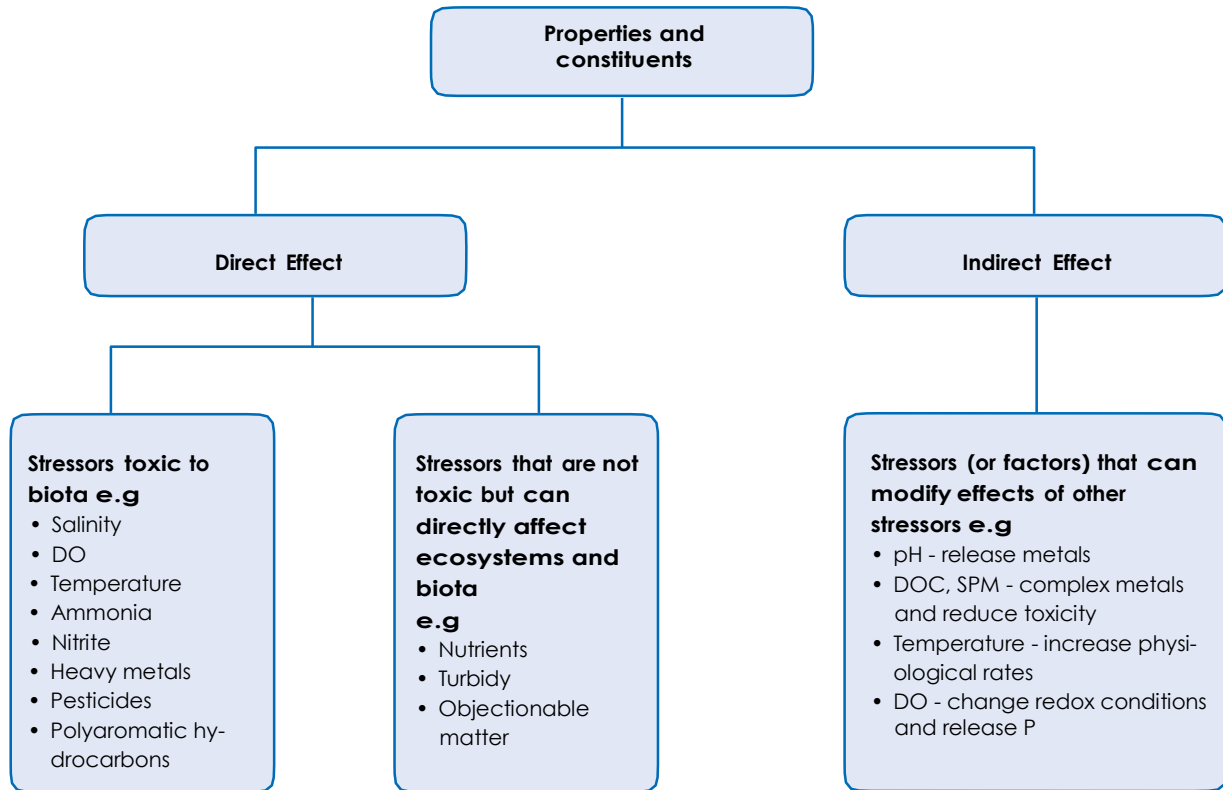 Properties and
constituents
Direct Effect
Indirect Effect
Stressors toxic to
biota e.g
• Salinity
• DO
• Temperature
• Ammonia
• Nitrite
• Heavy metals
• Pesticides
• Polyaromatic hy-
drocarbons
Stressors that are not
toxic but can
directly affect
ecosystems and
biota
e.g
• Nutrients
• Turbidy
• Objectionable
matter
Stressors (or factors) that can
modify effects of other
stressors e.g
• pH - release metals
• DOC, SPM - complex metals
and reduce toxicity
• Temperature - increase physi-
ological rates
• DO - change redox conditions
and release P